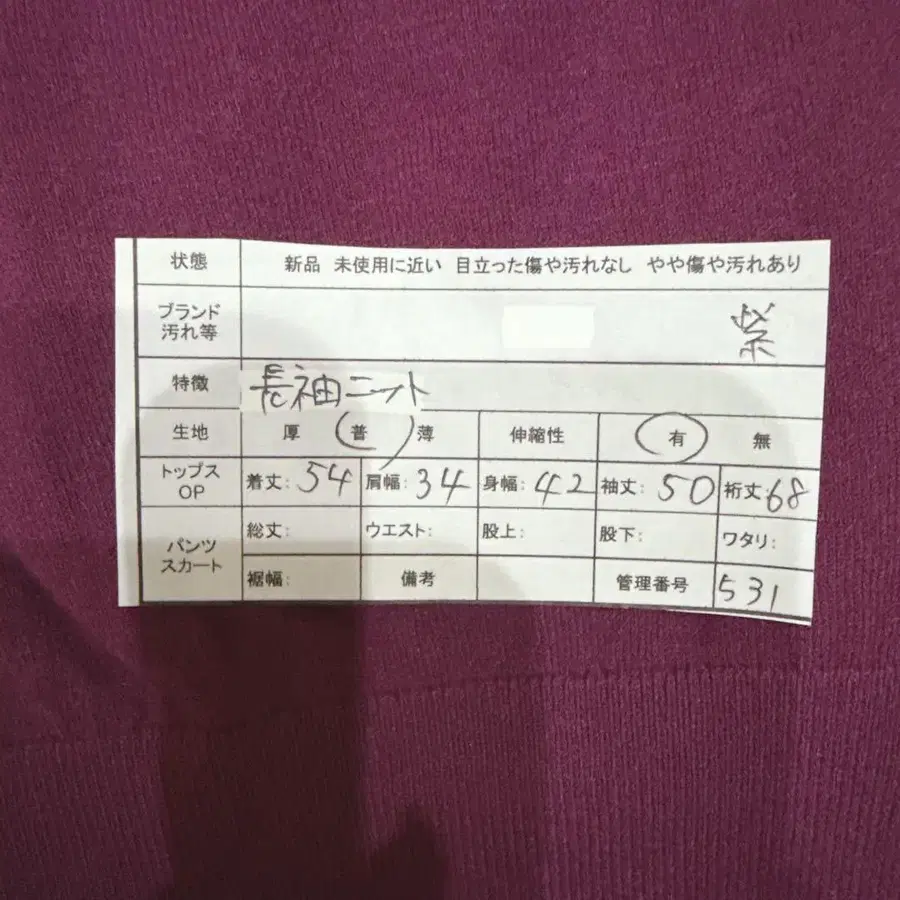 状態 新品 未使用に近い 目立った傷や汚れなし やや傷や汚れあり
ブランド
汚れ等 紫
特徴 長袖ニット
生地 厚 普 薄 伸縮性 有 無
トップス
OP 着丈: 54 肩幅: 34 身幅: 42 袖丈: 50 裄丈: 68
パンツ
スカート 総丈: ウエスト: 股上: 股下: ワタリ:
裾幅: 備考 管理番号 531